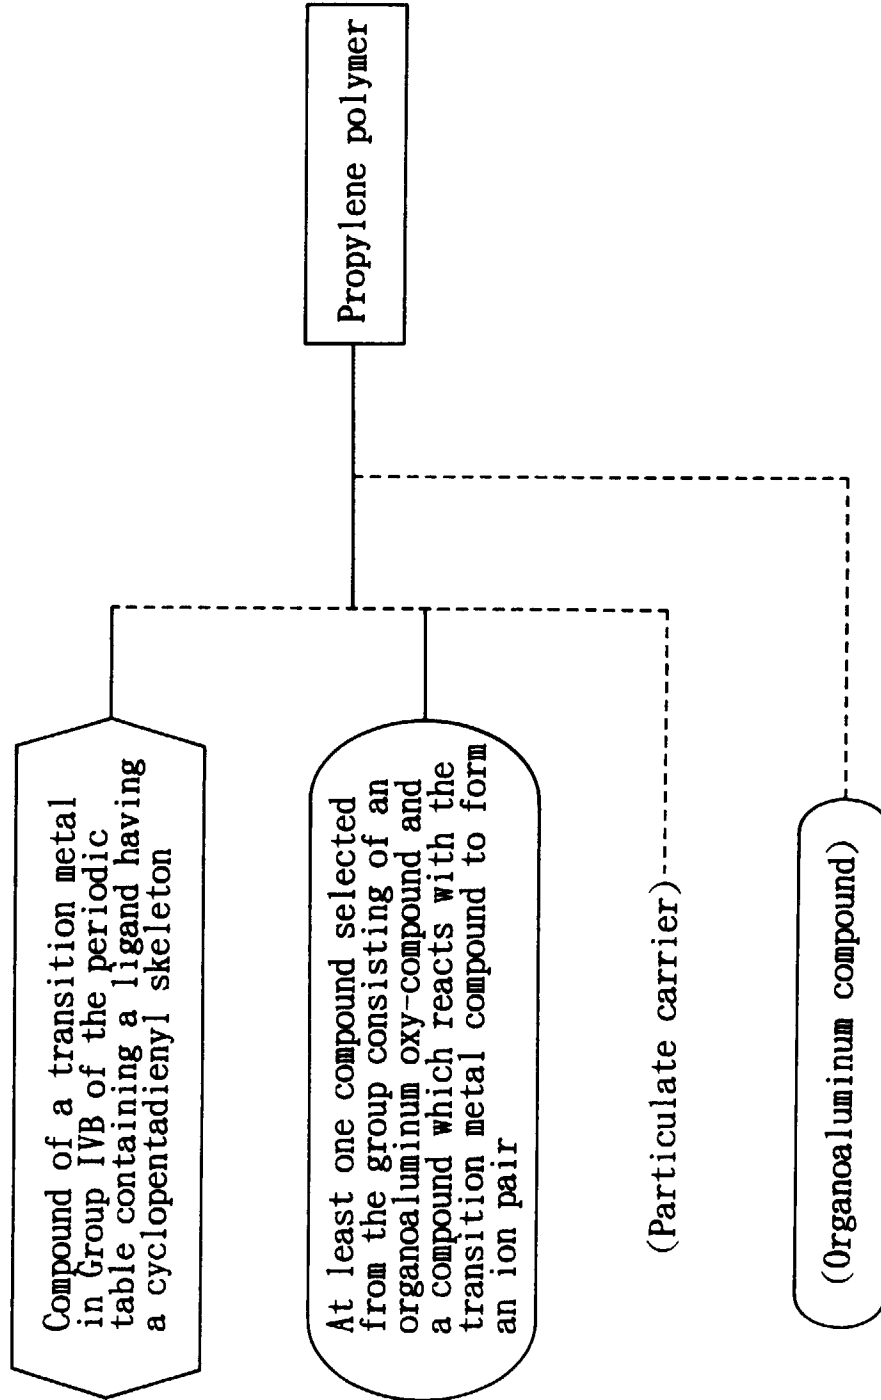 Compound of a transition metal
in Group IVB of the periodic
table containing a ligand having
a cyclopentadienyl skeleton
At least one compound selected
from the group consisting of an
organoaluminum oxy-compound and
a compound which reacts with the
transition metal compound to form
an ion pair
(Particulate carrier)
(Organoaluminum compound)
Propylene polymer